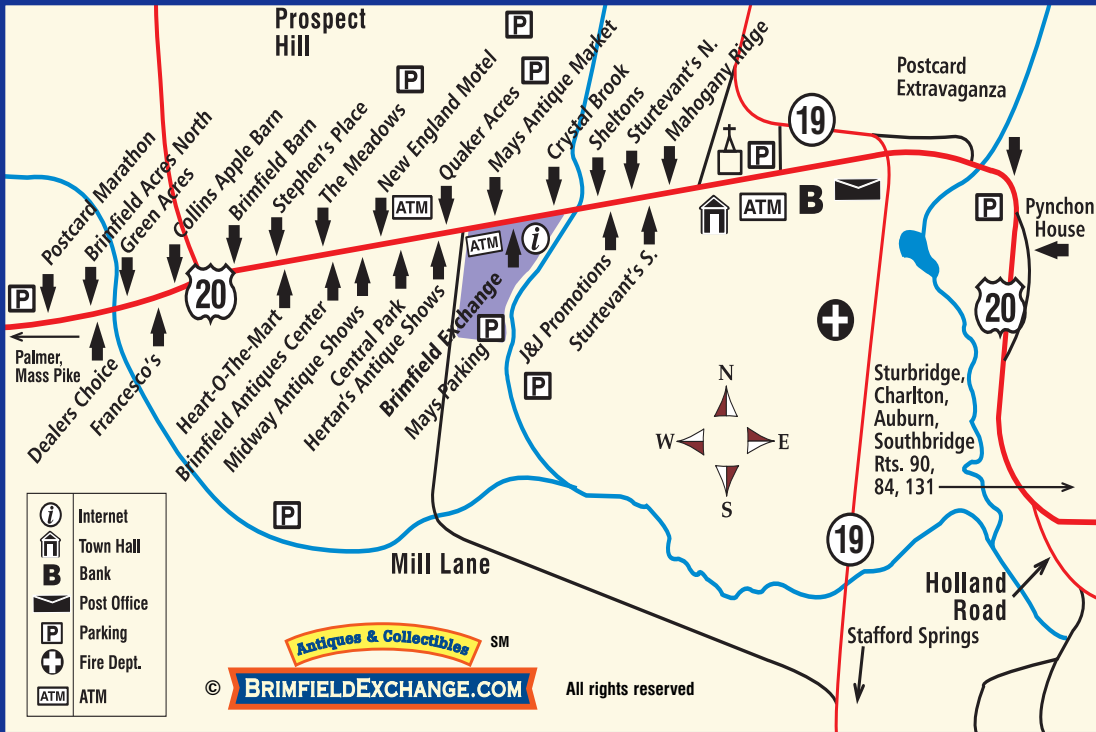 Prospect
Hill
P
P
P
Postcard Marathon
Brimfield Acres North
Green Acres
Collins Apple Barn
Brimfield Barn
Stephen's Place
The Meadows
New England Motel
Quaker Acres
Mays Antique Market
Crystal Brook
Sheltons
Sturtevant's N.
Mahogany Ridge
Postcard
Extravaganza
19
P
ATM
ATM
i
ATM
B
P
Pynchon
House
P
20
20
Palmer,
Mass Pike
Dealers Choice
Francesco's
Heart-O-The-Mart
Brimfield Antiques Center
Midway Antique Shows
Central Park
Hertan's Antique Shows
Brimfield Exchange
Mays Parking
P
J&J Promotions
Sturtevant's S.
P
N
W
E
S
Sturbridge,
Charlton,
Auburn,
Southbridge
Rts. 90,
84, 131
P
19
Mill Lane
Holland
Road
Stafford Springs
i Internet
Town Hall
B Bank
Post Office
P Parking
Fire Dept.
ATM ATM
Antiques & Collectibles SM
© BRIMFIELDEXCHANGE.COM All rights reserved